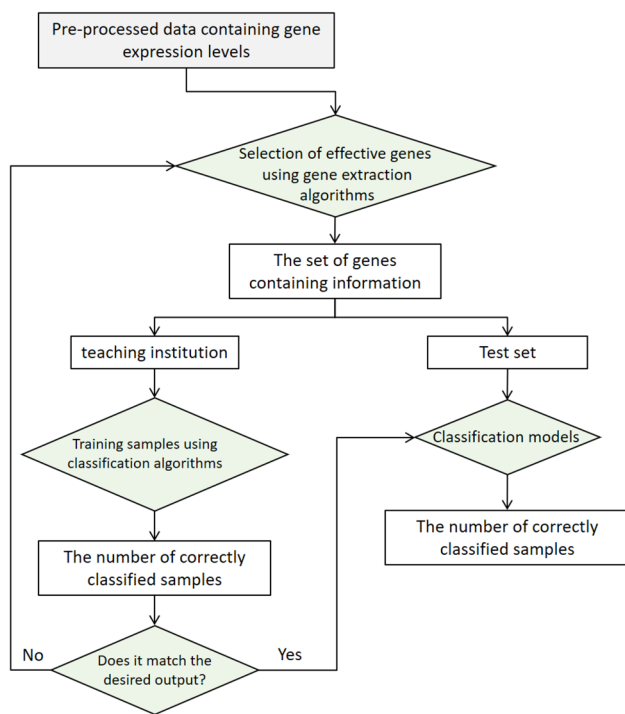 Pre-processed data containing gene
expression levels
Selection of effective genes
using gene extraction
algorithms
The set of genes
containing information
teaching institution
Test set
Training samples using
classification algorithms
Classification models
The number of correctly
classified samples
The number of correctly
classified samples
No
Does it match the
desired output?
Yes